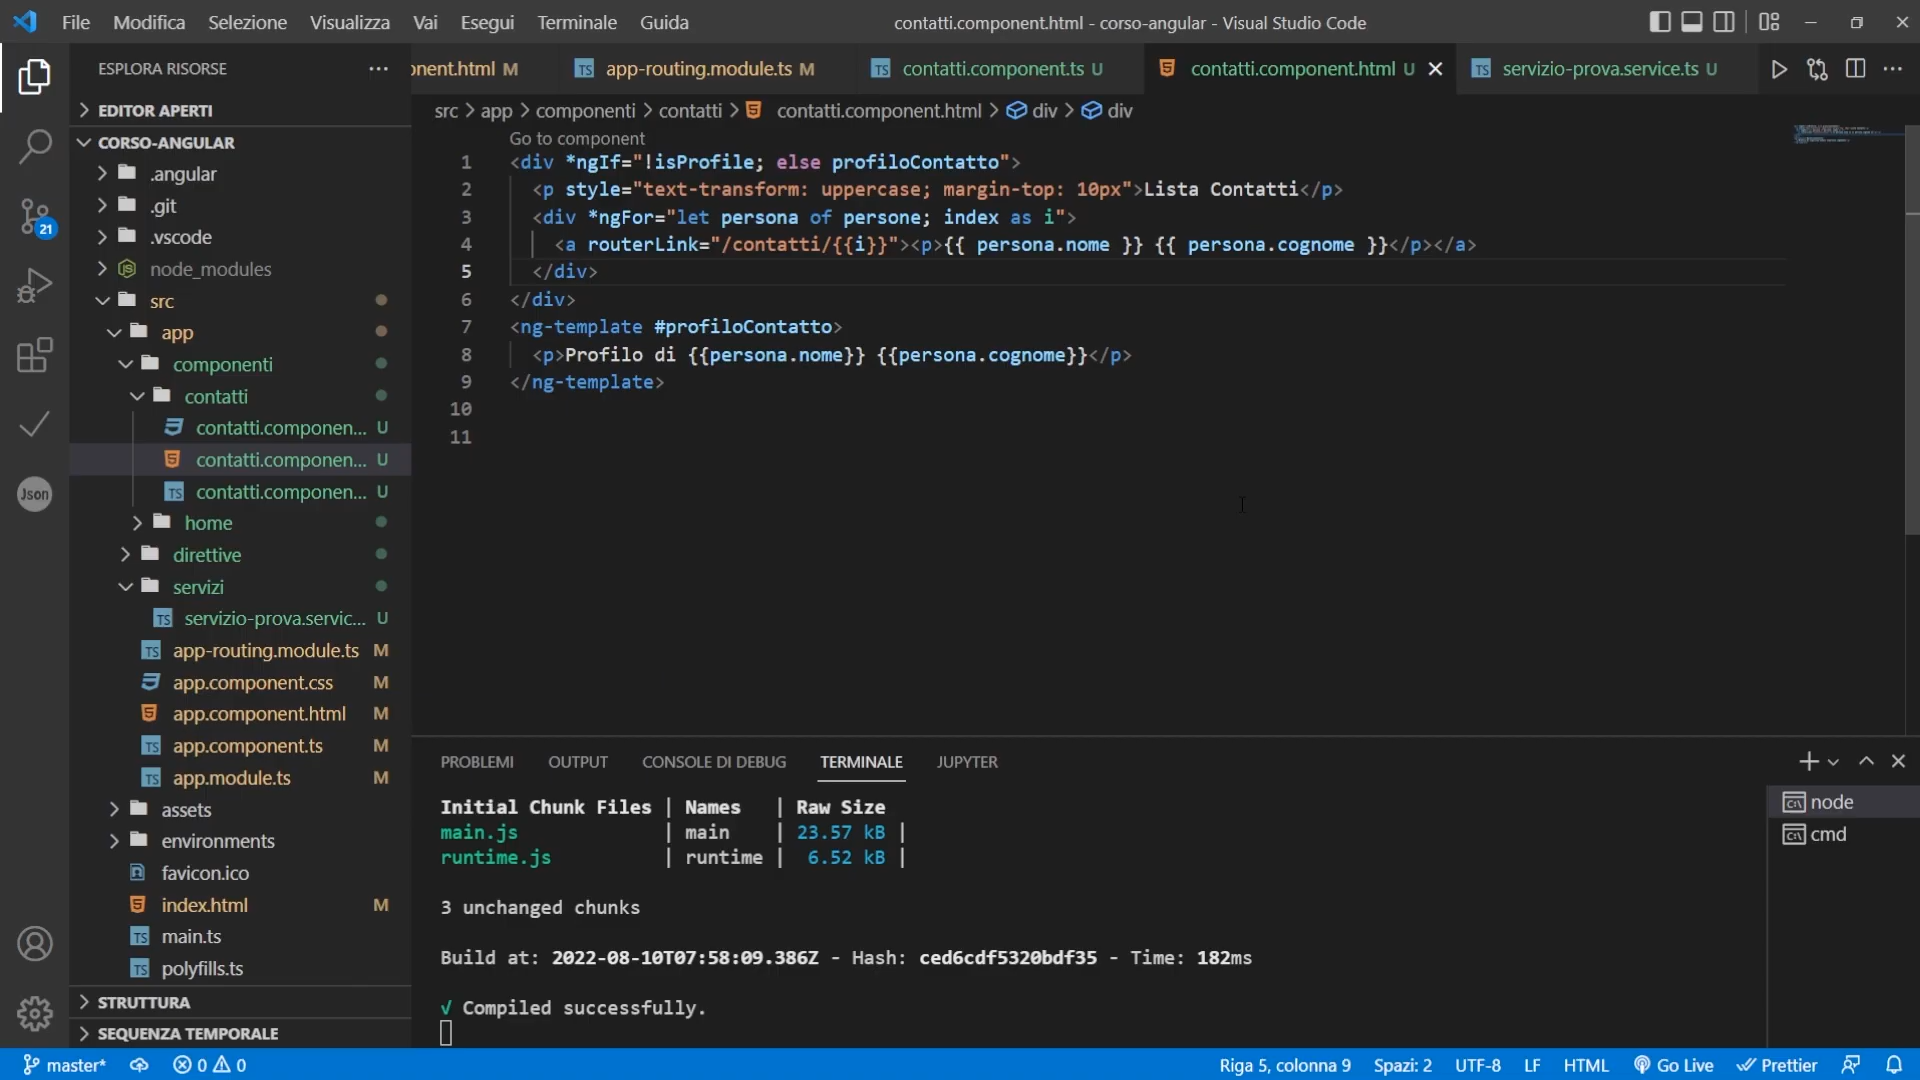 File Modifica Selezione Visualizza Vai Esegui Terminale Guida
contatti.component.html - corso-angular - Visual Studio Code
ESPLORA RISORSE
nent.html M
TS app-routing.module.ts M
TS contatti.component.ts U
contatti.component.html U
TS servizio-prova.service.ts U
EDITOR APERTI
CORSO-ANGULAR
.angular
.git
.vscode
node_modules
src
app
componenti
contatti
contatti.componen... U
contatti.componen... U
TS contatti.componen... U
home
direttive
servizi
TS servizio-prova.servic... U
TS app-routing.module.ts M
app.component.css M
app.component.html M
TS app.component.ts M
TS app.module.ts M
assets
environments
favicon.ico
index.html M
TS main.ts
TS polyfills.ts
STRUTTURA
SEQUENZA TEMPORALE
21
Json
src > app > componenti > contatti > contatti.component.html > div > div
Go to component
1 <div *ngIf="!isProfile; else profiloContatto">
2 <p style="text-transform: uppercase; margin-top: 10px">Lista Contatti</p>
3 <div *ngFor="let persona of persone; index as i">
4 <a routerLink="/contatti/{{i}}"><p>{{ persona.nome }} {{ persona.cognome }}</p></a>
5 </div>
6 </div>
7 <ng-template #profiloContatto>
8 <p>Profilo di {{persona.nome}} {{persona.cognome}}</p>
9 </ng-template>
10
11
PROBLEMI OUTPUT CONSOLE DI DEBUG TERMINALE JUPYTER
Initial Chunk Files | Names | Raw Size
main.js | main | 23.57 kB |
runtime.js | runtime | 6.52 kB |
3 unchanged chunks
Build at: 2022-08-10T07:58:09.386Z - Hash: ced6cdf5320bdf35 - Time: 182ms
√ Compiled successfully.
node
cmd
master* 0 0
Riga 5, colonna 9 Spazi: 2 UTF-8 LF HTML Go Live Prettier